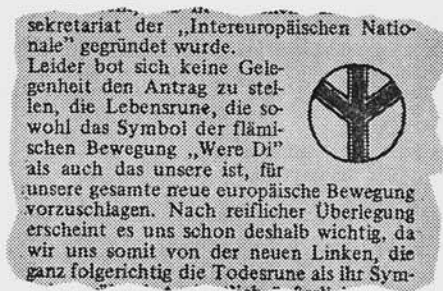 sekretariat der „Intereuropäischen Natio-
nale” gegründet wurde.
Leider bot sich keine Gele-
genheit den Antrag zu stel-
len, die Lebensrune, die so-
wohl das Symbol der flämi-
schen Bewegung „Were Di”
als auch das unsere ist, für
unsere gesamte neue europäische Bewegung
vorzuschlagen. Nach reiflicher Überlegung
erscheint es uns schon deshalb wichtig, da
wir uns somit von der neuen Linken, die
ganz folgerichtig die Todesrune als ihr Sym-